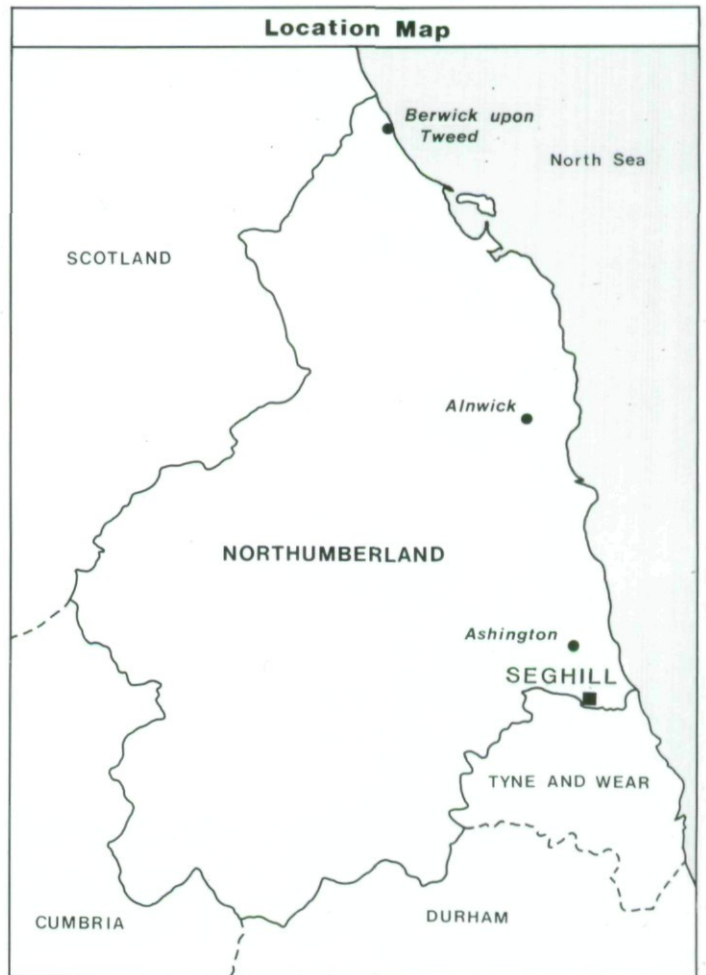 Location Map
Berwick upon
Tweed
North Sea
SCOTLAND
Alnwick
NORTHUMBERLAND
Ashington
SEGHILL
TYNE AND WEAR
CUMBRIA
DURHAM